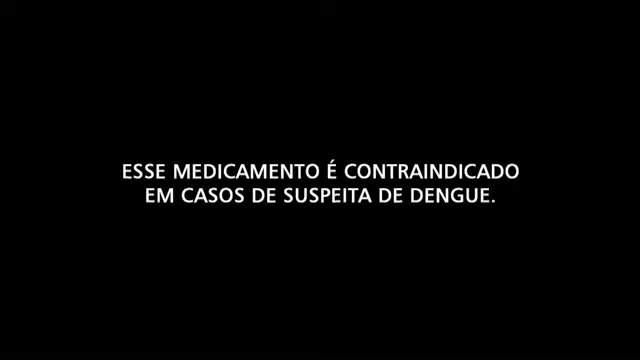 ESSE MEDICAMENTO É CONTRAINDICADO
EM CASOS DE SUSPEITA DE DENGUE.